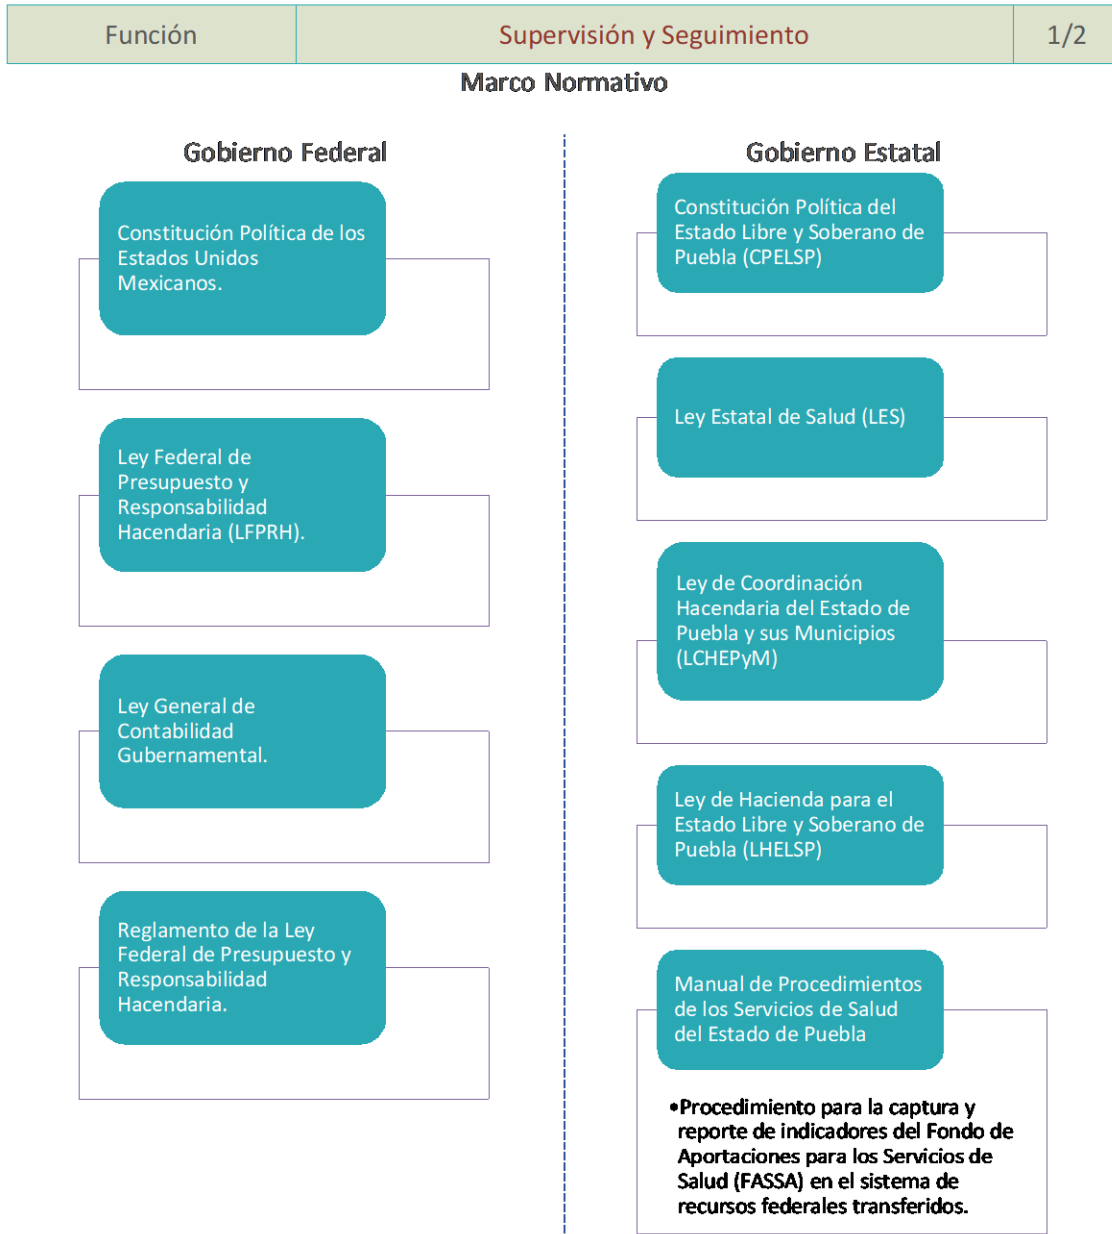 Función
Supervisión y Seguimiento
1/2
Marco Normativo
Gobierno Federal
Constitución Política de los
Estados Unidos
Mexicanos.
Ley Federal de
Presupuesto y
Responsabilidad
Hacendaria (LFPRH).
Ley General de
Contabilidad
Gubernamental.
Reglamento de la Ley
Federal de Presupuesto y
Responsabilidad
Hacendaria.
Gobierno Estatal
Constitución Política del
Estado Libre y Soberano de
Puebla (CPELSP)
Ley Estatal de Salud (LES)
Ley de Coordinación
Hacendaria del Estado de
Puebla y sus Municipios
(LCHEPyM)
Ley de Hacienda para el
Estado Libre y Soberano de
Puebla (LHELSP)
Manual de Procedimientos
de los Servicios de Salud
del Estado de Puebla
•Procedimiento para la captura y
reporte de indicadores del Fondo de
Aportaciones para los Servicios de
Salud (FASSA) en el sistema de
recursos federales transferidos.